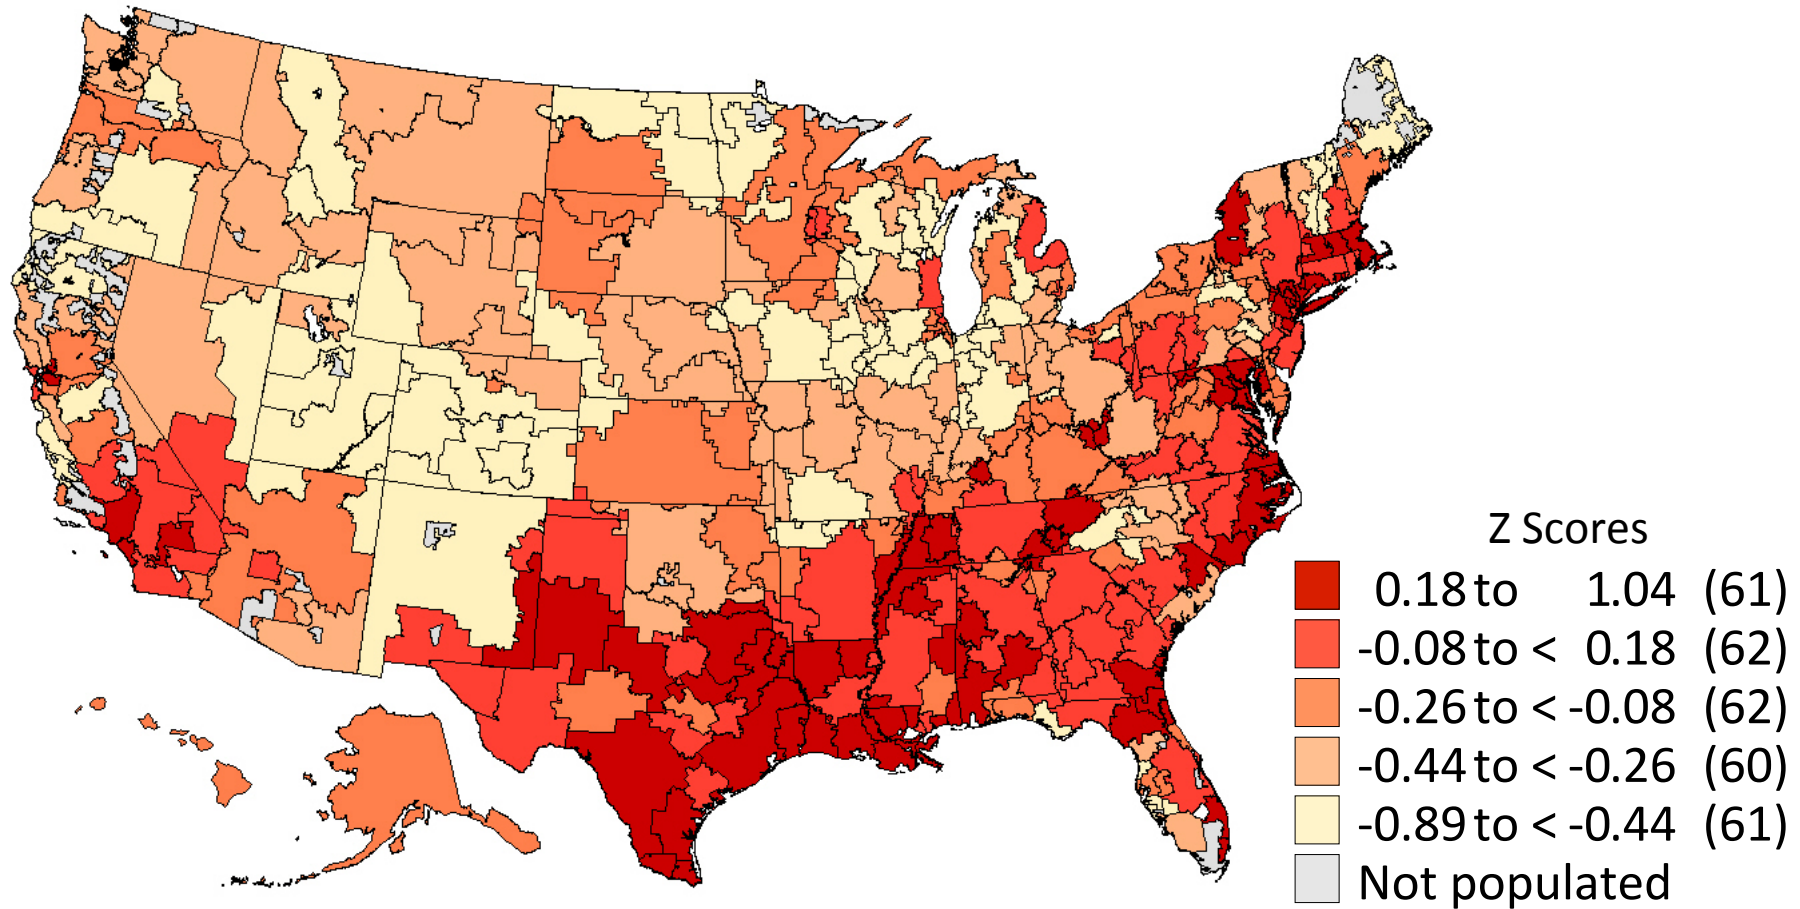 Z Scores
0.18 to 1.04 (61)
-0.08 to < 0.18 (62)
-0.26 to < -0.08 (62)
-0.44 to < -0.26 (60)
-0.89 to < -0.44 (61)
Not populated